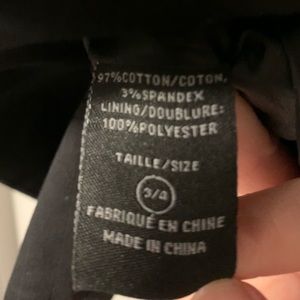 97%COTTON/COTON,
3%SPANDEX
LINING/DOUBLURE:
100%POLYESTER
TAILLE/SIZE
3/4
FABRIQUÉ EN CHINE
MADE IN CHINA